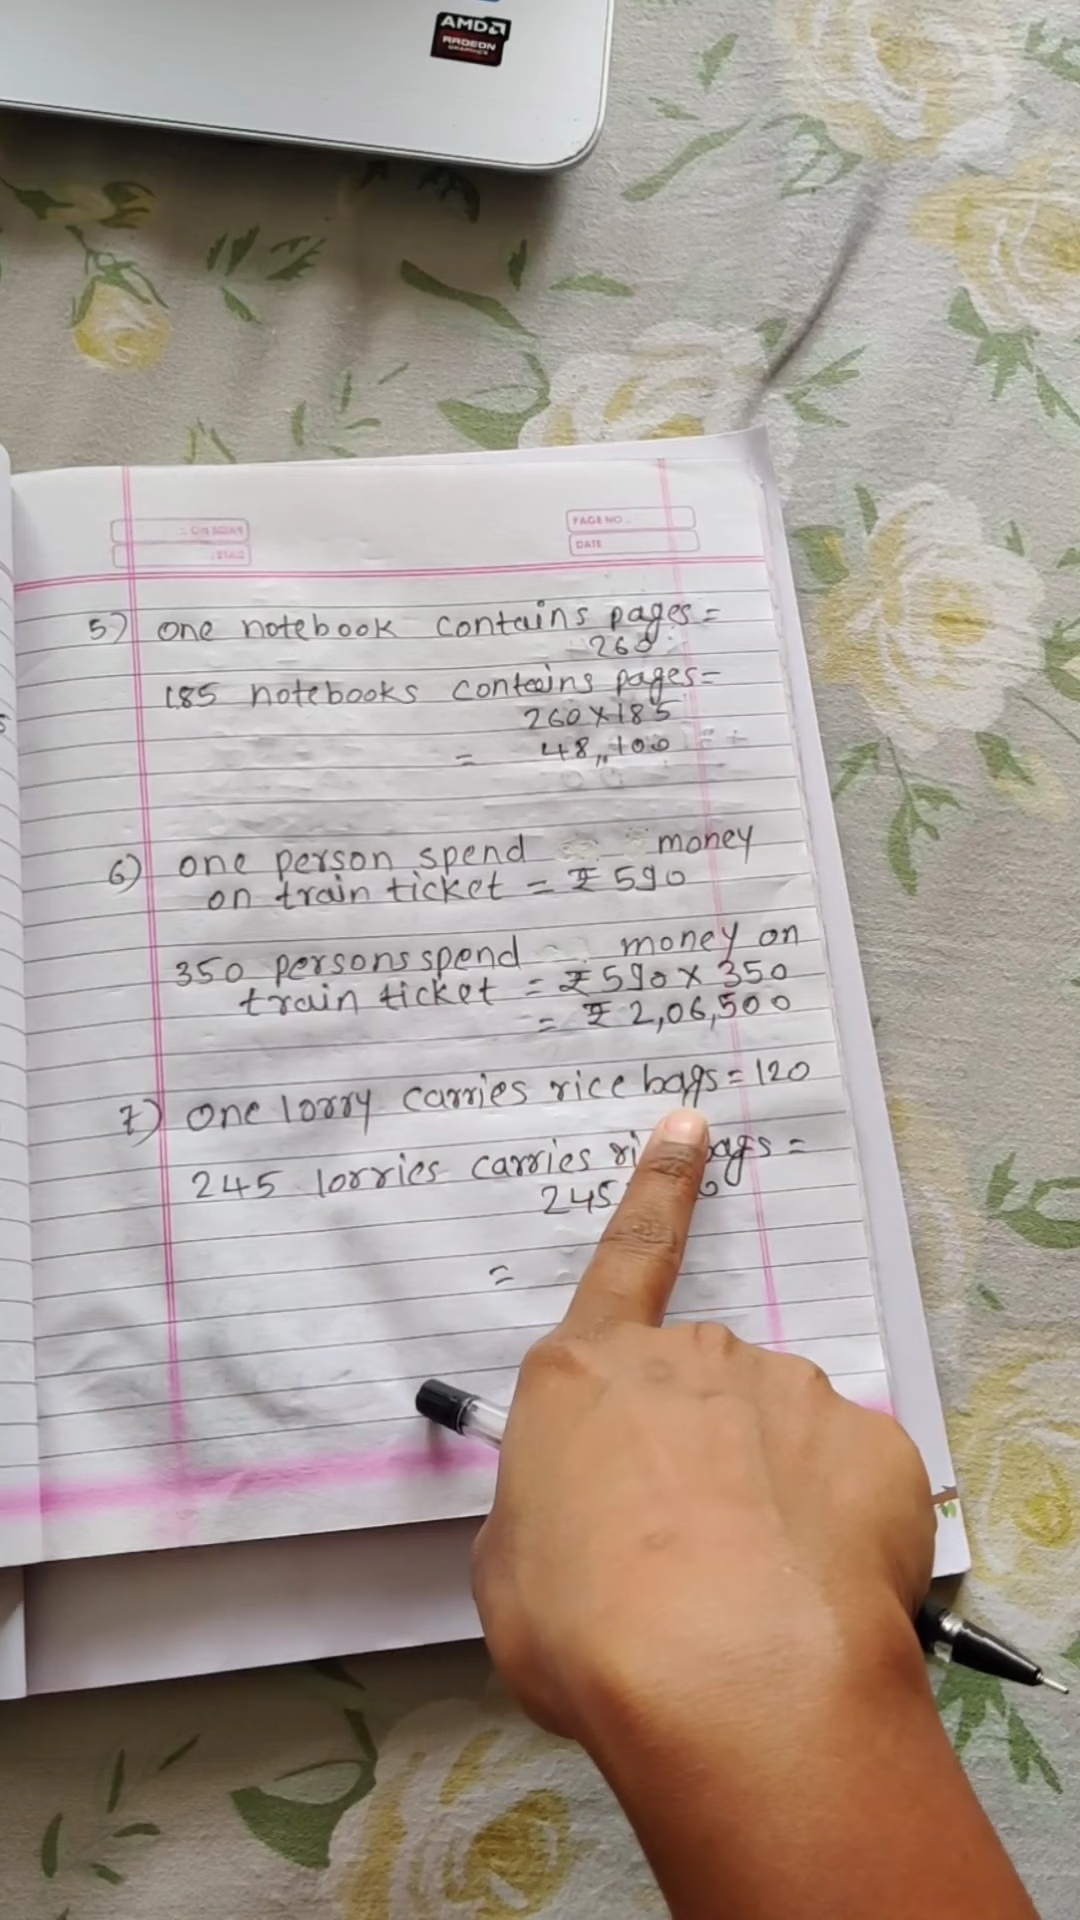 AMD
RADEON
GRAPHICS
PAGE NO.
DATE
5) one notebook contains pages =
260
185 notebooks contains pages =
260 x 185
= 48,100
6) one person spend money
on train ticket = ₹ 590
350 persons spend money on
train ticket = ₹ 590 x 350
= ₹ 2,06,500
7) One lorry carries rice bags = 120
245 lorries carries bags =
245
=